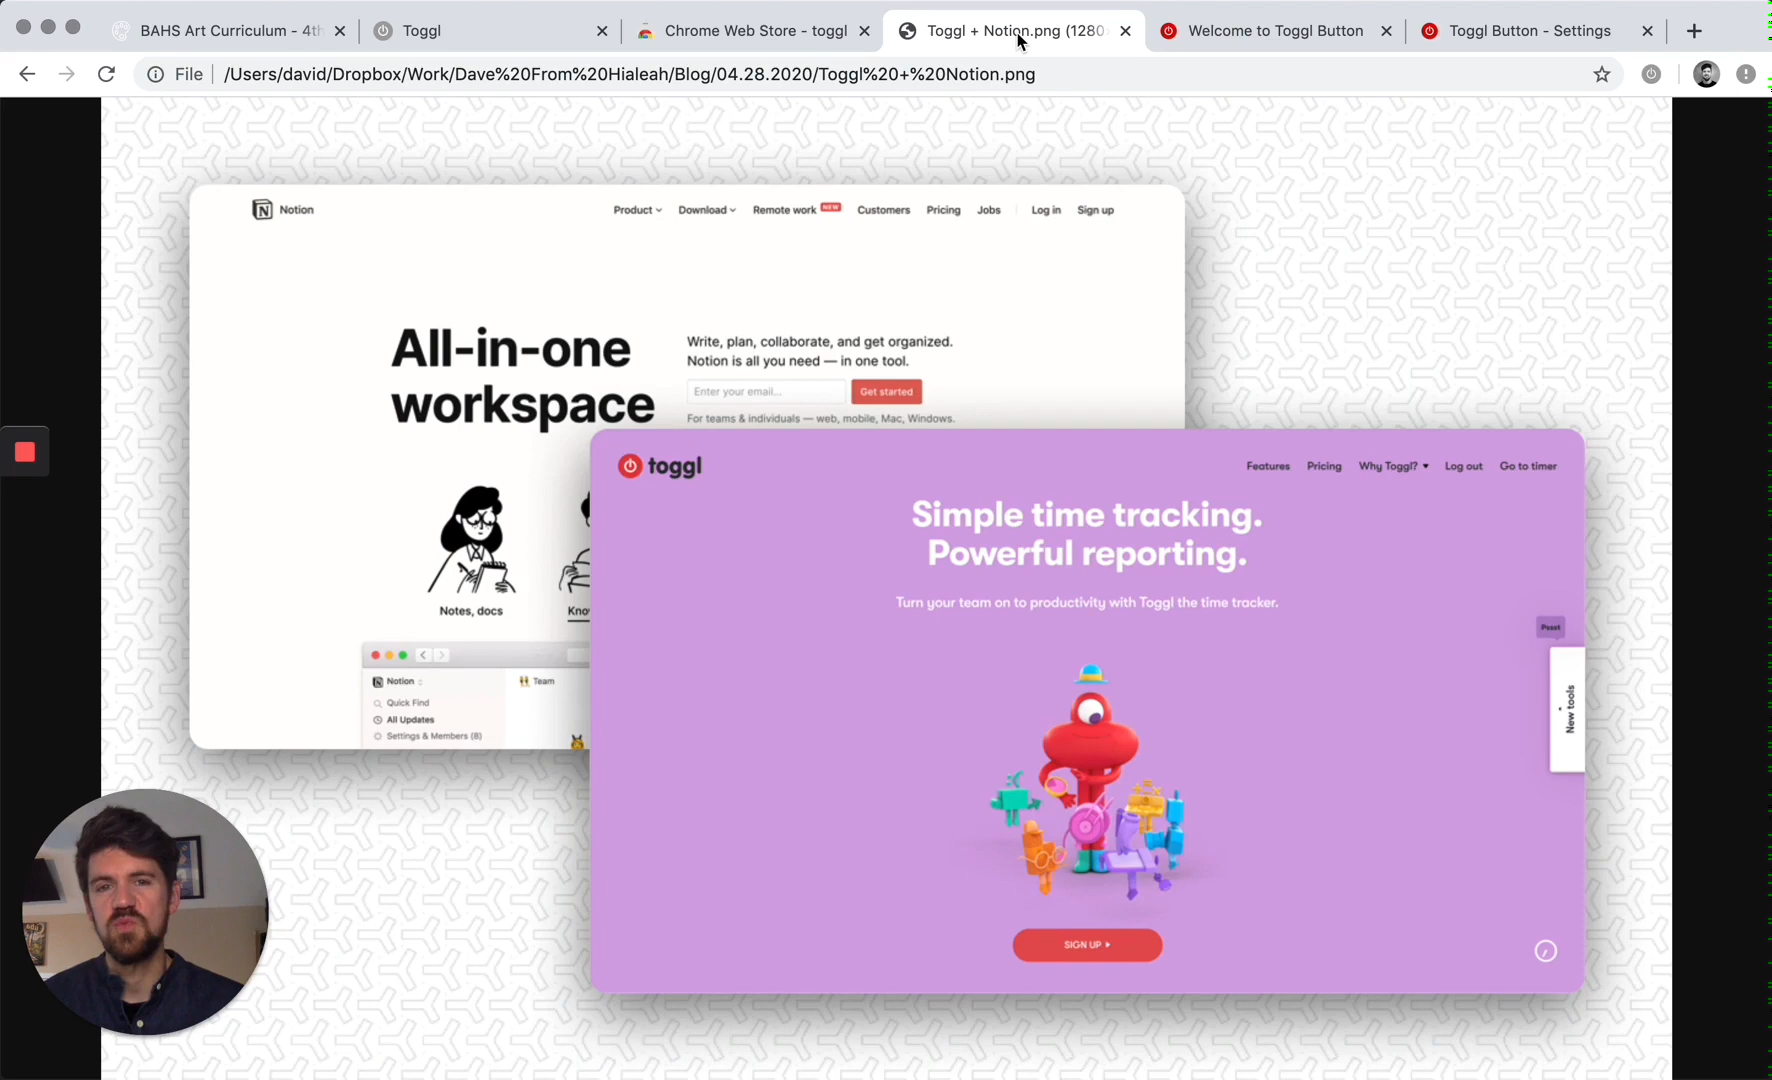 BAHS Art Curriculum - 4th
Toggl
Chrome Web Store - toggl
Toggl + Notion.png (1280
Welcome to Toggl Button
Toggl Button - Settings
File
/Users/david/Dropbox/Work/Dave%20From%20Hialeah/Blog/04.28.2020/Toggl%20+%20Notion.png
Notion
Product
Download
Remote work NEW
Customers
Pricing
Jobs
Log in
Sign up
All-in-one
workspace
Write, plan, collaborate, and get organized.
Notion is all you need — in one tool.
Enter your email...
Get started
For teams & individuals — web, mobile, Mac, Windows.
Notes, docs
Kno
Notion
Team
Quick Find
All Updates
Settings & Members (8)
toggl
Features
Pricing
Why Toggl?
Log out
Go to timer
Simple time tracking.
Powerful reporting.
Turn your team on to productivity with Toggl the time tracker.
Pssst
New tools
SIGN UP